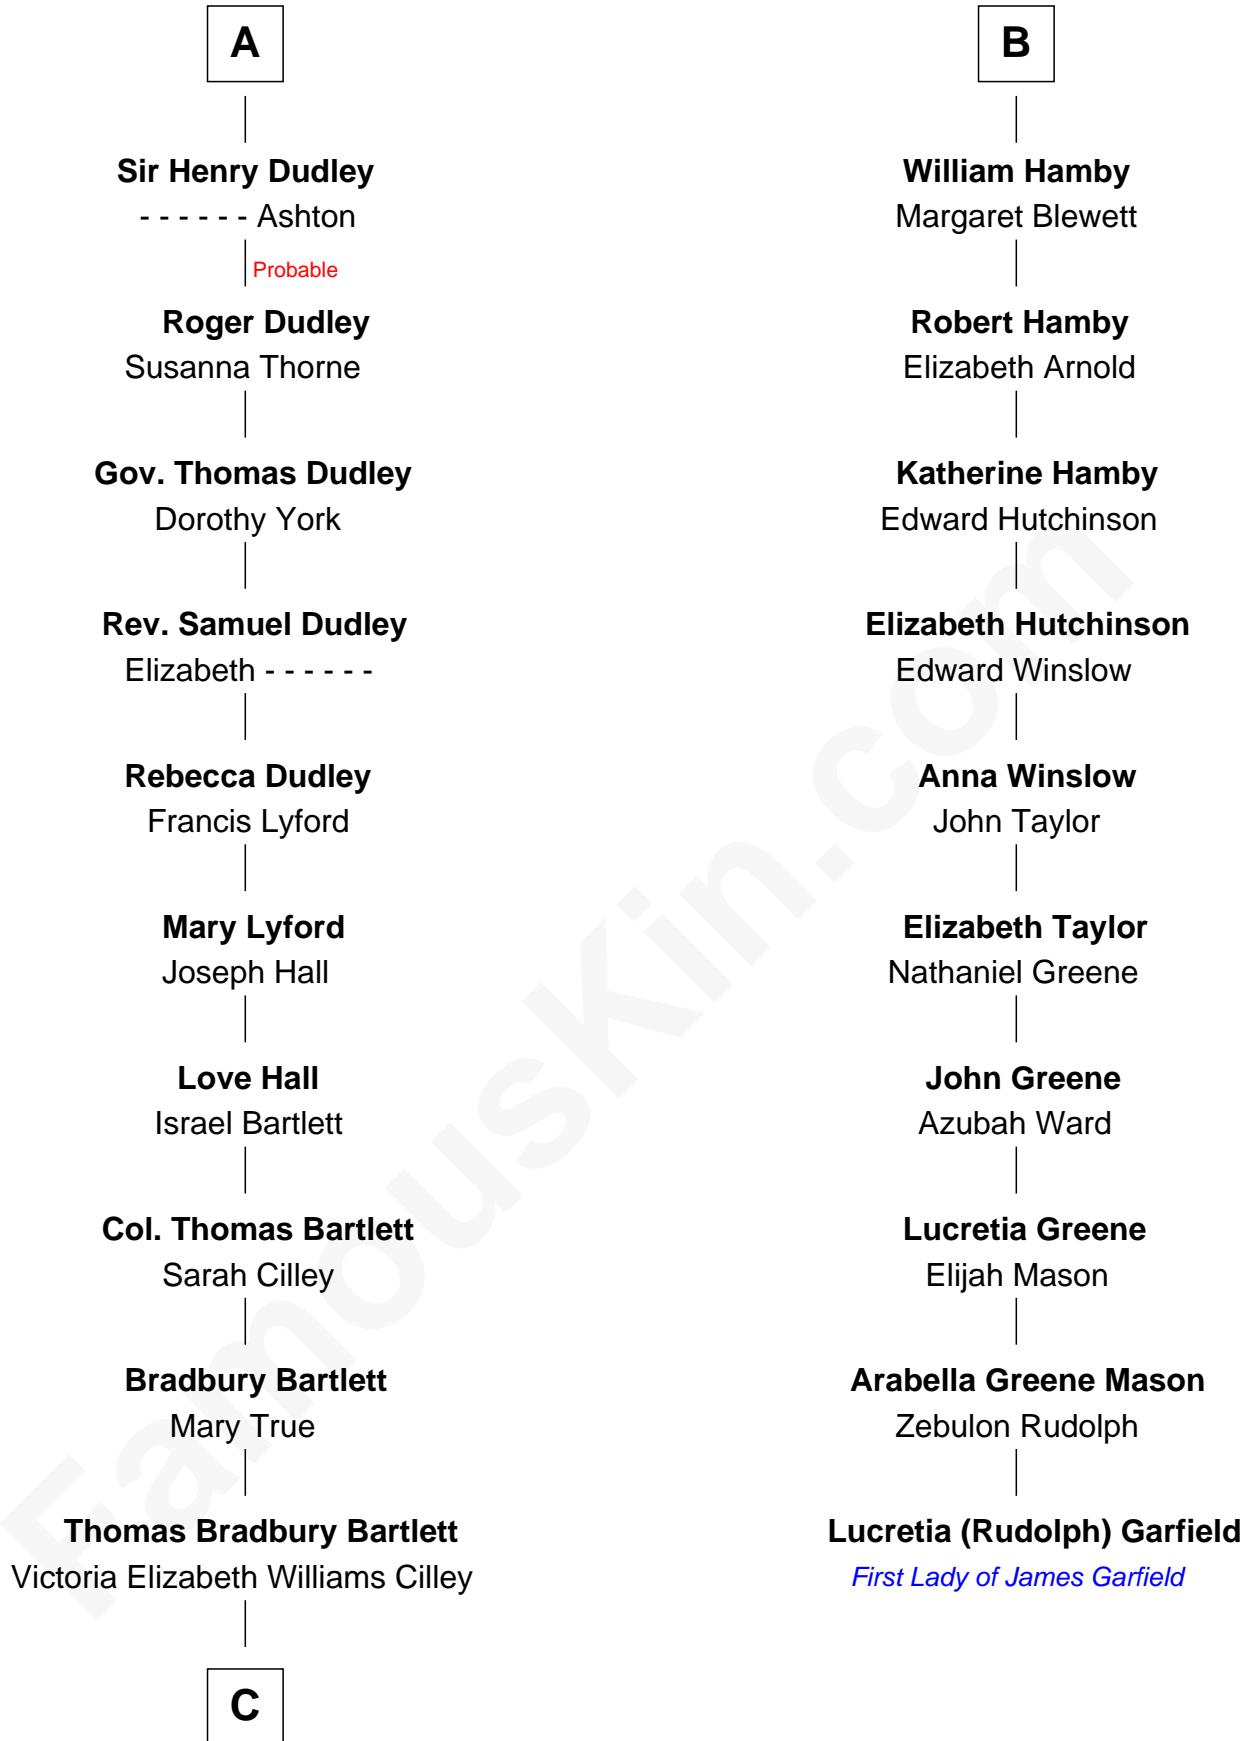 A
Sir Henry Dudley
- - - - - - Ashton
Probable
Roger Dudley
Susanna Thorne
Gov. Thomas Dudley
Dorothy York
Rev. Samuel Dudley
Elizabeth - - - - - -
Rebecca Dudley
Francis Lyford
Mary Lyford
Joseph Hall
Love Hall
Israel Bartlett
Col. Thomas Bartlett
Sarah Cilley
Bradbury Bartlett
Mary True
Thomas Bradbury Bartlett
Victoria Elizabeth Williams Cilley
C
B
William Hamby
Margaret Blewett
Robert Hamby
Elizabeth Arnold
Katherine Hamby
Edward Hutchinson
Elizabeth Hutchinson
Edward Winslow
Anna Winslow
John Taylor
Elizabeth Taylor
Nathaniel Greene
John Greene
Azubah Ward
Lucretia Greene
Elijah Mason
Arabella Greene Mason
Zebulon Rudolph
Lucretia (Rudolph) Garfield
First Lady of James Garfield
FamousKin.com